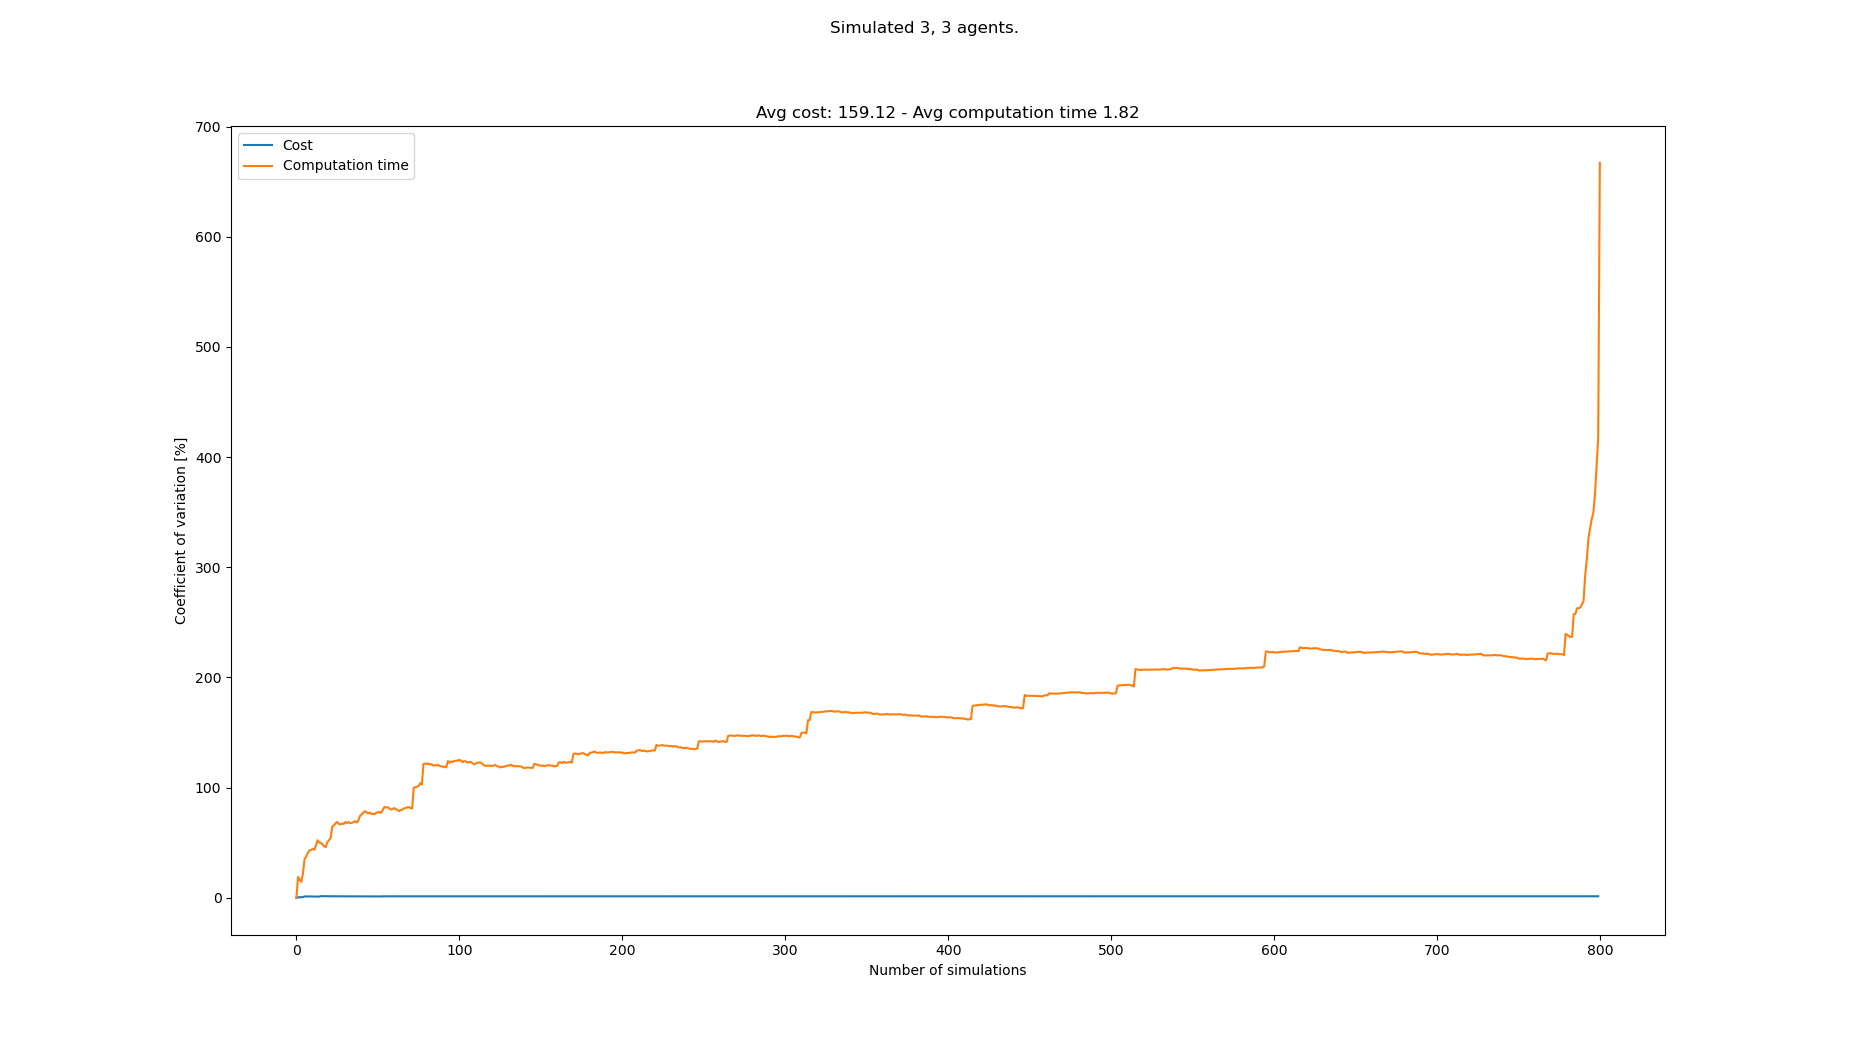 Simulated 3, 3 agents.
Avg cost: 159.12 - Avg computation time 1.82
Cost
Computation time
700
600
500
400
300
200
100
0
Coefficient of variation [%]
0 100 200 300 400 500 600 700 800
Number of simulations